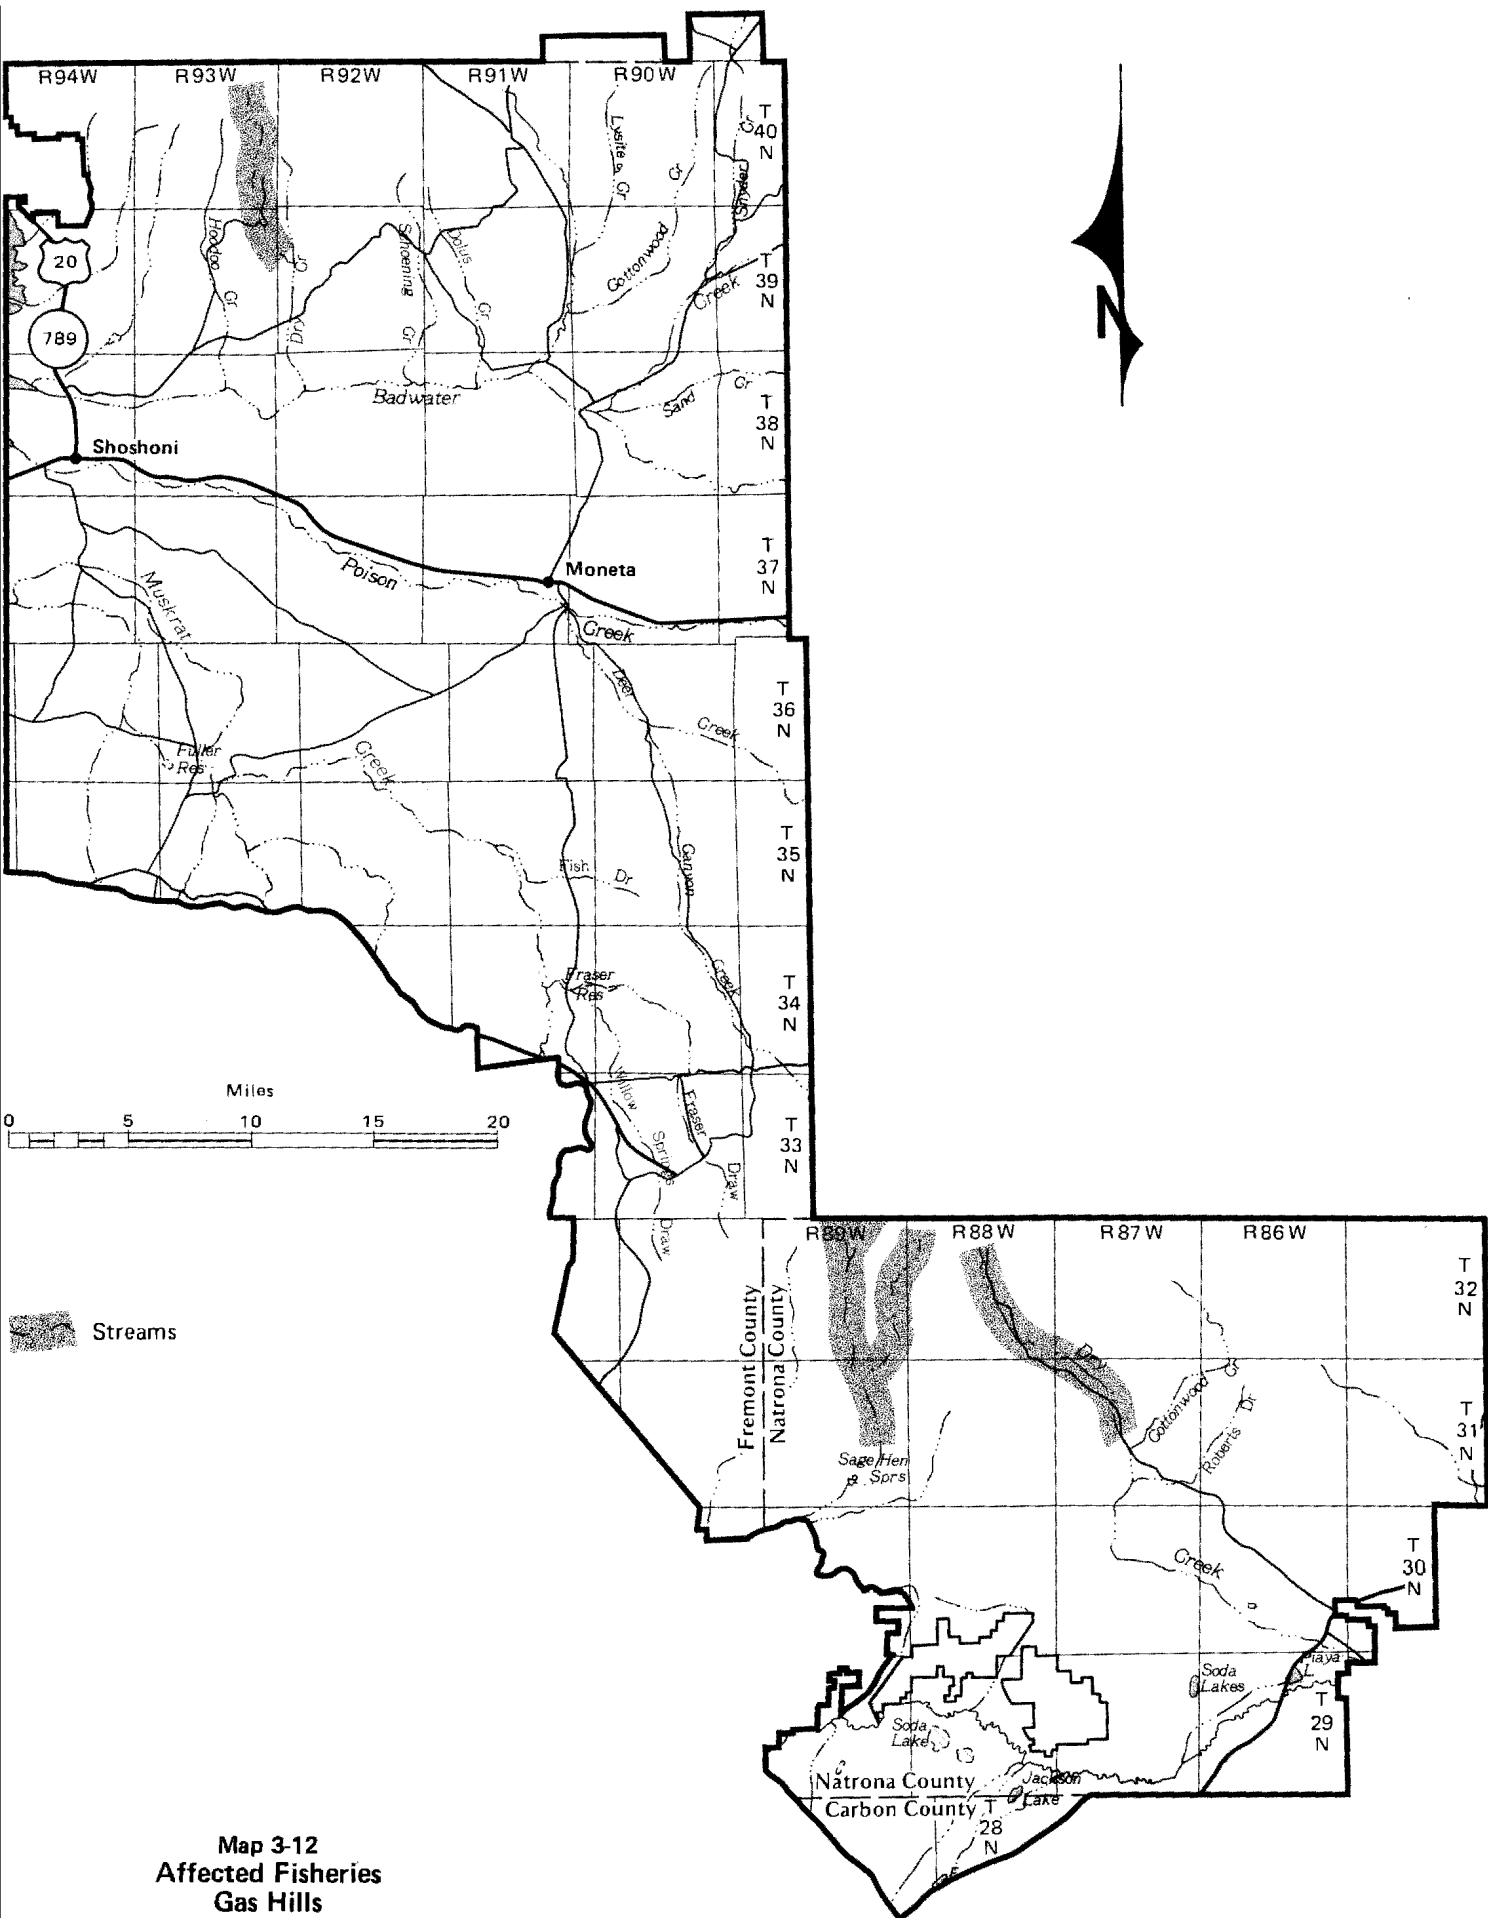 R94W R93W R92W R91W R90W
T
40
N
Lysite
Cr
Cr
Cr
Snyder
Hoodoo
Cr
Cr
Dry
Schoening
Cr
Dolus
Cr
Cottonwood
Creek
T
39
N
20
789
Badwater
Sand
Cr
T
38
N
Shoshoni
Moneta
Poison
Creek
T
37
N
Muskrat
Deer
Creek
T
36
N
Fuller
Res
Creek
T
35
N
Fish Dr
Canyon
Creek
Fraser
Res
T
34
N
Miles
0 5 10 15 20
Willow
Springs
Draw
Fraser
Draw
T
33
N
R89W R88W R87W R86W
T
32
N
Streams
Fremont County
Natrona County
Dry
Cottonwood
Cr
Roberts
Dr
T
31
N
Sage Hen
Sprs
Creek
T
30
N
Soda
Lakes
Piaya
L
T
29
N
Soda
Lake
Natrona County
Carbon County
Jackson
Lake
T
28
N
Map 3-12
Affected Fisheries
Gas Hills
N